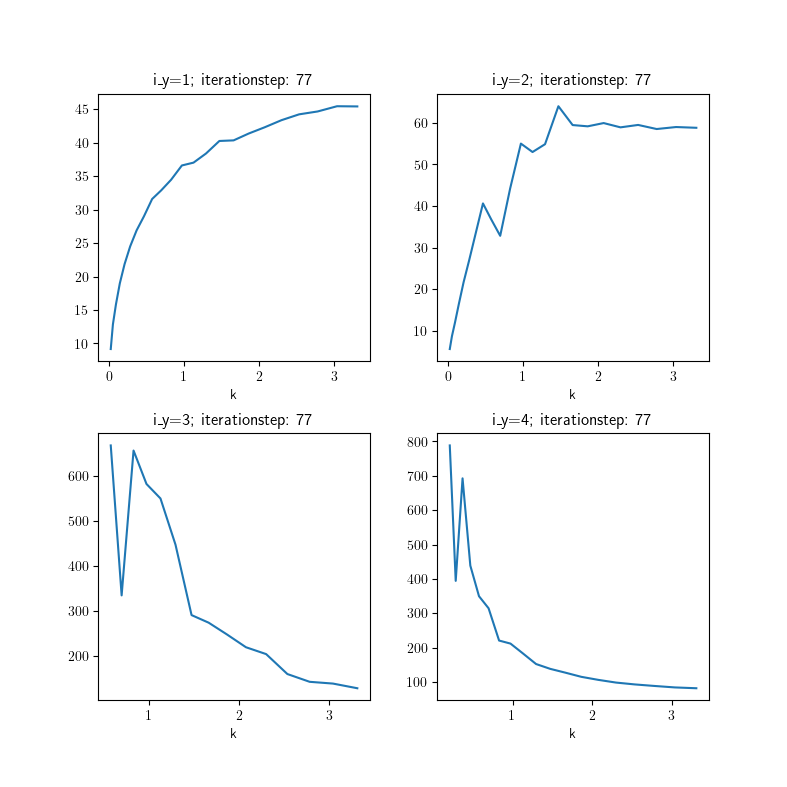 i_y=1; iterationstep: 77
45
40
35
30
25
20
15
10
0 1 2 3
k
i_y=2; iterationstep: 77
60
50
40
30
20
10
0 1 2 3
k
i_y=3; iterationstep: 77
600
500
400
300
200
1 2 3
k
i_y=4; iterationstep: 77
800
700
600
500
400
300
200
100
1 2 3
k